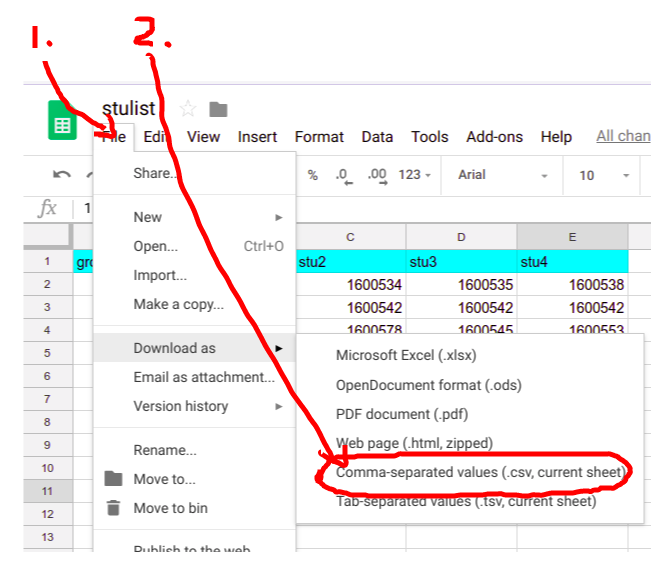 1. 2.
stulist
File Edit View Insert Format Data Tools Add-ons Help All chan
Share... % .0 .00 123 Arial 10
fx 1
New
Open... Ctrl+O
Import...
Make a copy...
Download as
Email as attachment...
Version history
Rename...
Move to...
Move to bin
Publish to the web
C D E
1 gro stu2 stu3 stu4
2 1600534 1600535 1600538
3 1600542 1600542 1600542
4 1600578 1600545 1600553
5
6
7
8
9
10
11
12
13
Microsoft Excel (.xlsx)
OpenDocument format (.ods)
PDF document (.pdf)
Web page (.html, zipped)
Comma-separated values (.csv, current sheet)
Tab-separated values (.tsv, current sheet)